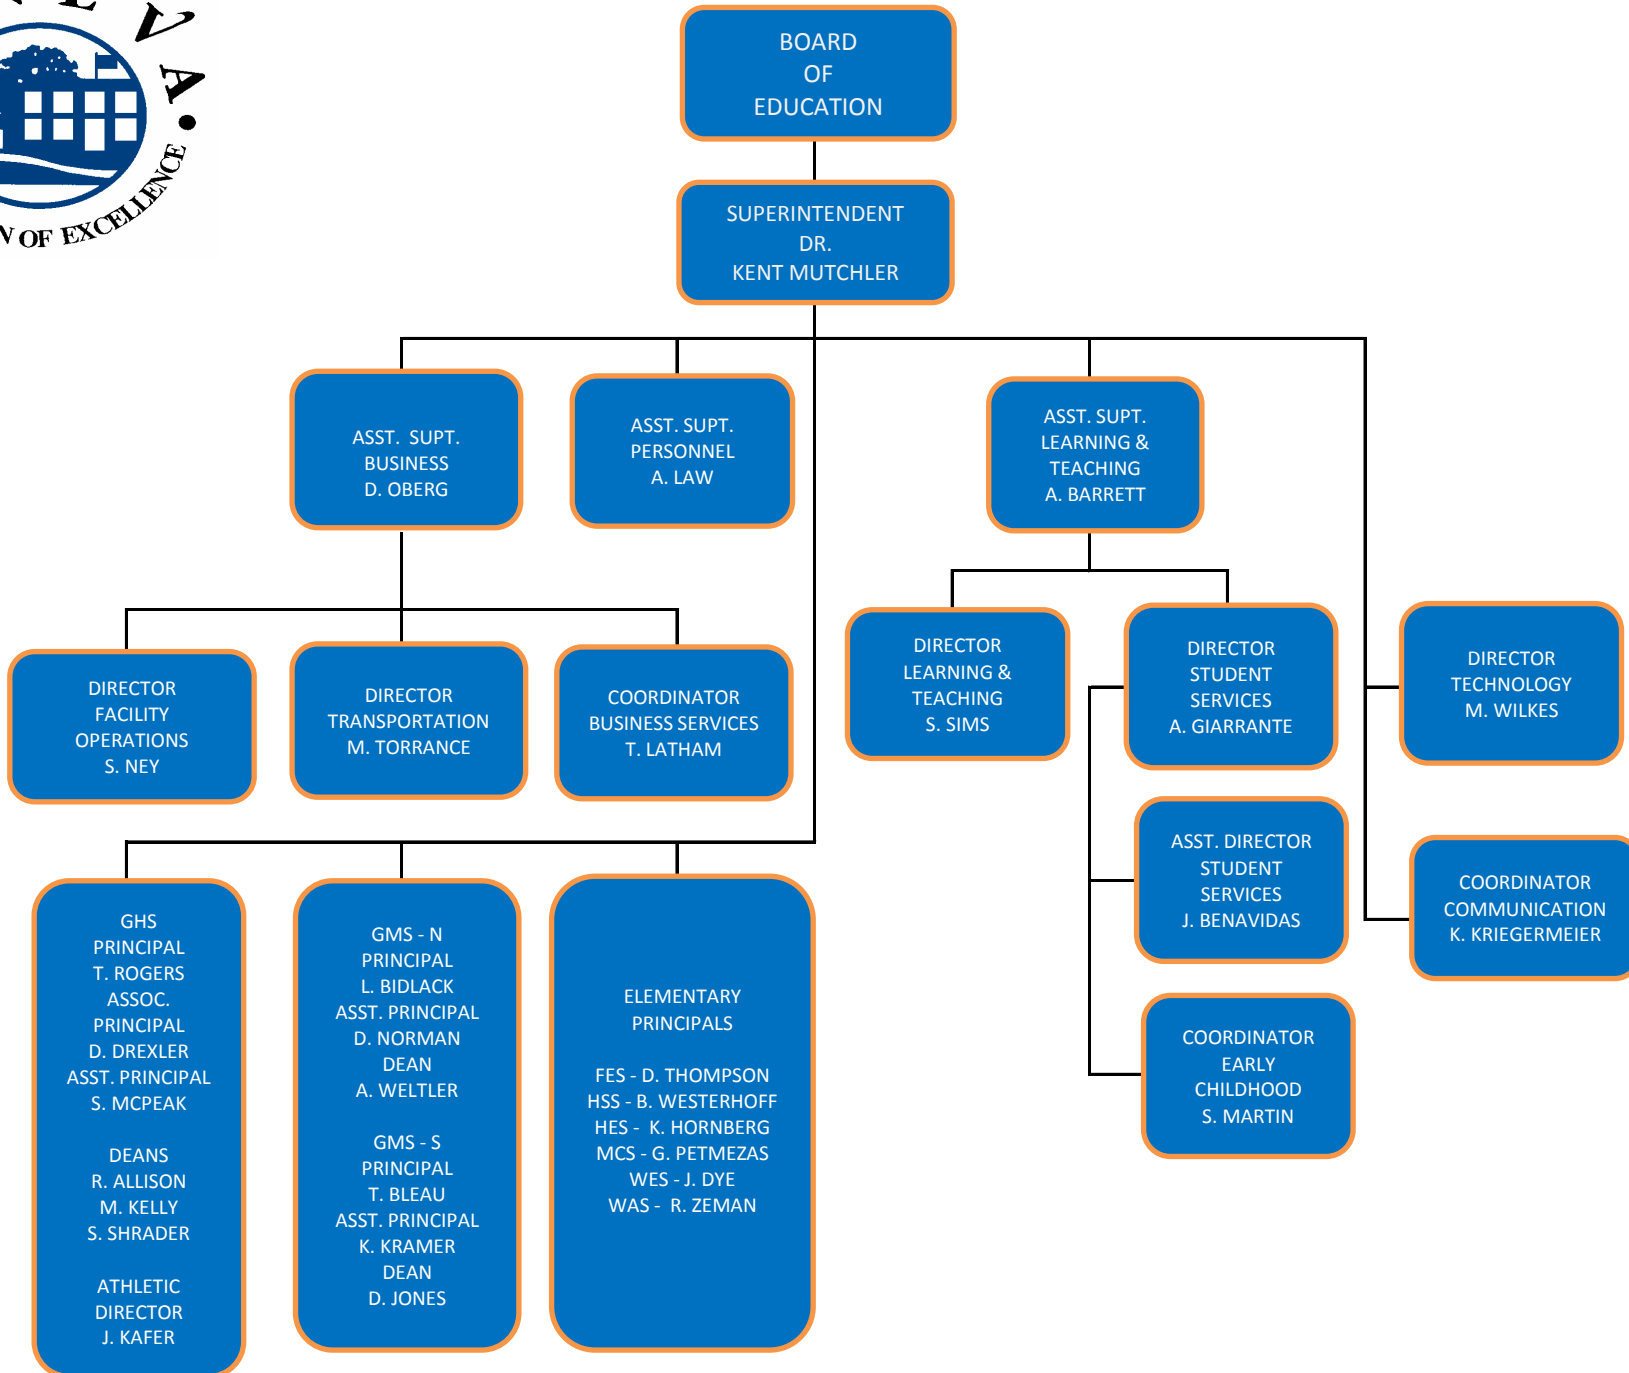 E V A
OF EXCELLENCE
BOARD
OF
EDUCATION
SUPERINTENDENT
DR.
KENT MUTCHLER
ASST. SUPT.
BUSINESS
D. OBERG
ASST. SUPT.
PERSONNEL
A. LAW
ASST. SUPT.
LEARNING &
TEACHING
A. BARRETT
DIRECTOR
FACILITY
OPERATIONS
S. NEY
DIRECTOR
TRANSPORTATION
M. TORRANCE
COORDINATOR
BUSINESS SERVICES
T. LATHAM
DIRECTOR
LEARNING &
TEACHING
S. SIMS
DIRECTOR
STUDENT
SERVICES
A. GIARRANTE
DIRECTOR
TECHNOLOGY
M. WILKES
ASST. DIRECTOR
STUDENT
SERVICES
J. BENAVIDAS
COORDINATOR
COMMUNICATION
K. KRIEGERMEIER
COORDINATOR
EARLY
CHILDHOOD
S. MARTIN
GHS
PRINCIPAL
T. ROGERS
ASSOC.
PRINCIPAL
D. DREXLER
ASST. PRINCIPAL
S. MCPEAK
DEANS
R. ALLISON
M. KELLY
S. SHRADER
ATHLETIC
DIRECTOR
J. KAFER
GMS - N
PRINCIPAL
L. BIDLACK
ASST. PRINCIPAL
D. NORMAN
DEAN
A. WELTLER
GMS - S
PRINCIPAL
T. BLEAU
ASST. PRINCIPAL
K. KRAMER
DEAN
D. JONES
ELEMENTARY
PRINCIPALS
FES - D. THOMPSON
HSS - B. WESTERHOFF
HES - K. HORNBERG
MCS - G. PETMEZAS
WES - J. DYE
WAS - R. ZEMAN